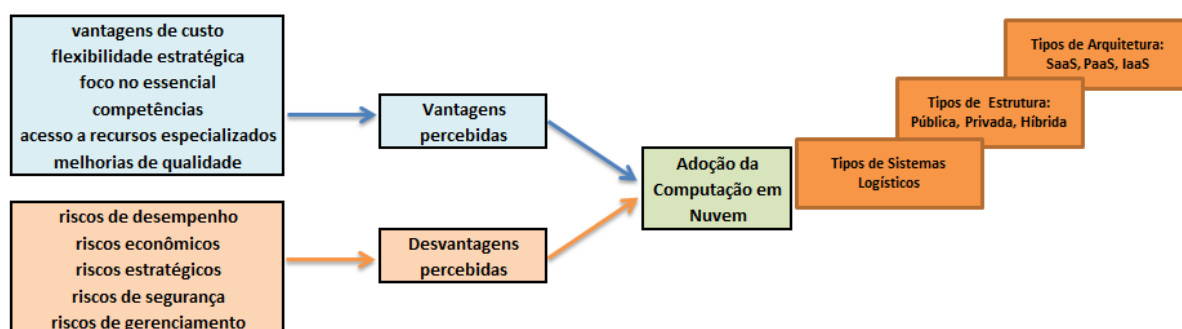 vantagens de custo
flexibilidade estratégica
foco no essencial
competências
acesso a recursos especializados
melhorias de qualidade
riscos de desempenho
riscos econômicos
riscos estratégicos
riscos de segurança
riscos de gerenciamento
Vantagens
percebidas
Desvantagens
percebidas
Adoção da
Computação em
Nuvem
Tipos de Sistemas
Logísticos
Tipos de Estrutura:
Pública, Privada, Híbrida
Tipos de Arquitetura:
SaaS, PaaS, IaaS